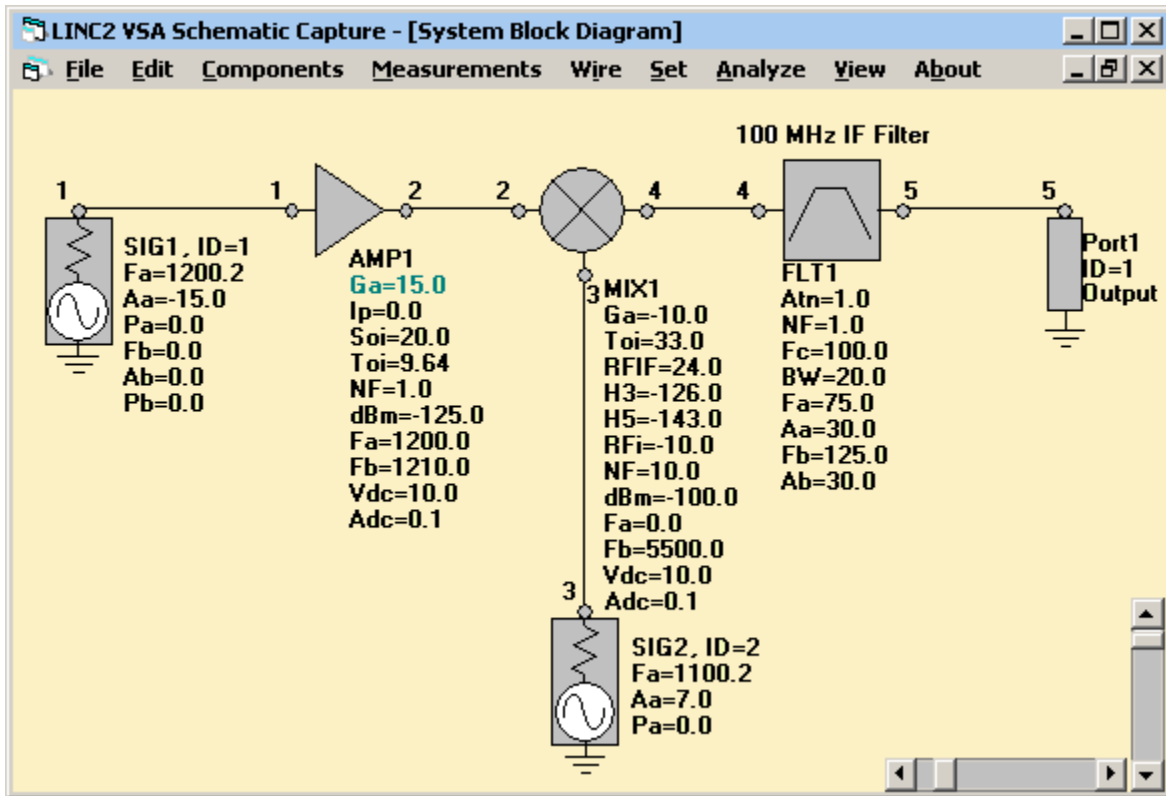 LINC2 VSA Schematic Capture - [System Block Diagram]
File Edit Components Measurements Wire Set Analyze View About
100 MHz IF Filter
1
1
2
2
4
4
5
5
SIG1, ID=1
Fa=1200.2
Aa=-15.0
Pa=0.0
Fb=0.0
Ab=0.0
Pb=0.0
AMP1
Ga=15.0
Ip=0.0
Soi=20.0
Toi=9.64
NF=1.0
dBm=-125.0
Fa=1200.0
Fb=1210.0
Vdc=10.0
Adc=0.1
3
MIX1
Ga=-10.0
Toi=33.0
RFIF=24.0
H3=-126.0
H5=-143.0
RFi=-10.0
NF=10.0
dBm=-100.0
Fa=0.0
Fb=5500.0
Vdc=10.0
Adc=0.1
FLT1
Atn=1.0
NF=1.0
Fc=100.0
BW=20.0
Fa=75.0
Aa=30.0
Fb=125.0
Ab=30.0
Port1
ID=1
Output
3
SIG2, ID=2
Fa=1100.2
Aa=7.0
Pa=0.0